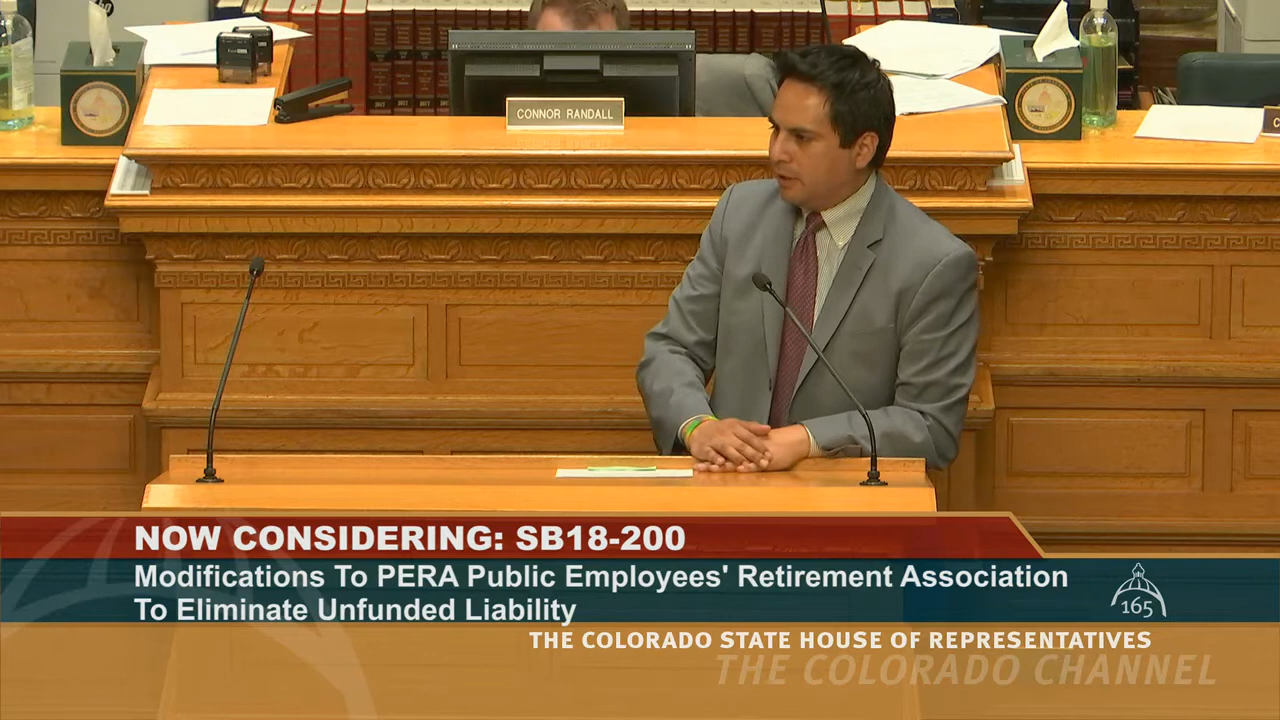 CONNOR RANDALL
NOW CONSIDERING: SB18-200
Modifications To PERA Public Employees' Retirement Association
To Eliminate Unfunded Liability
165
THE COLORADO STATE HOUSE OF REPRESENTATIVES
THE COLORADO CHANNEL